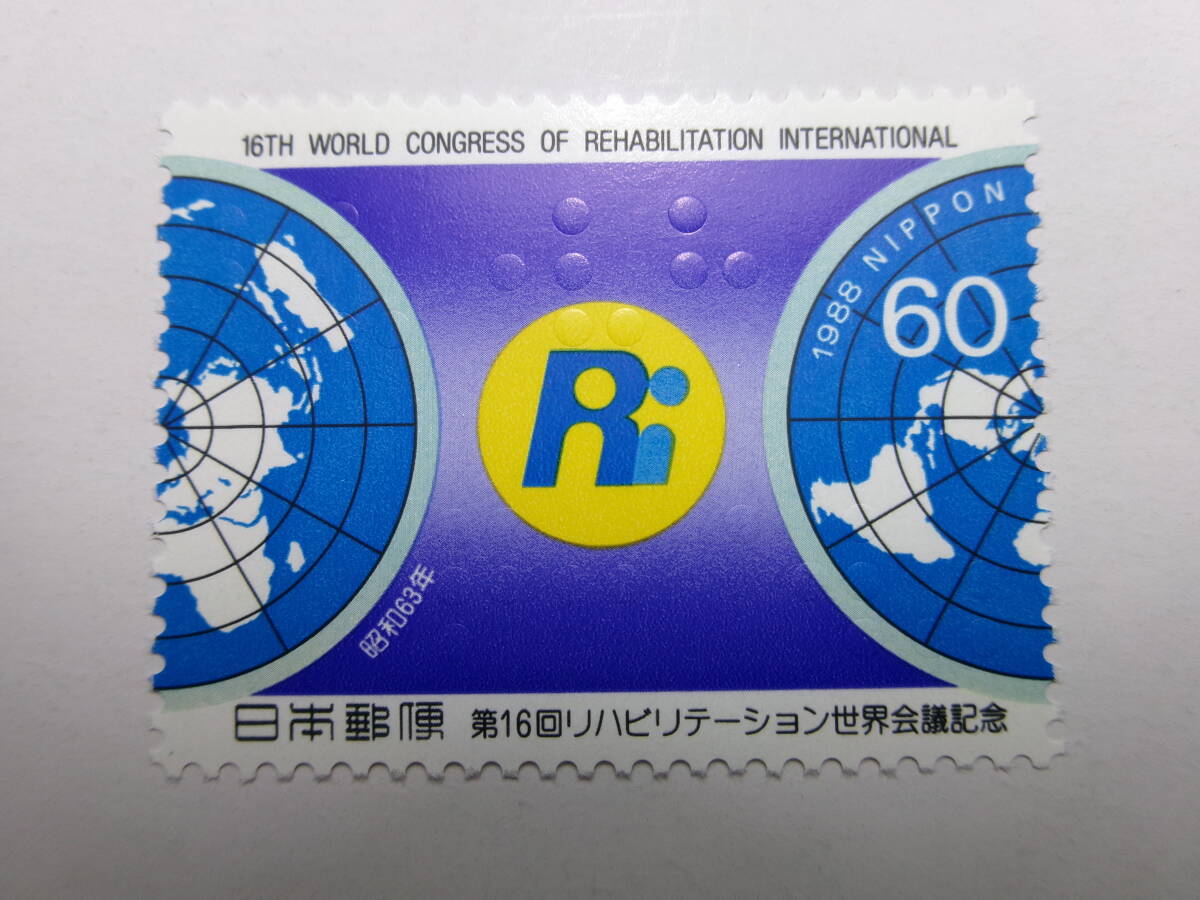 16TH WORLD CONGRESS OF REHABILITATION INTERNATIONAL
1988 NIPPON
60
Ri
昭和63年
日本郵便 第16回リハビリテーション世界会議記念